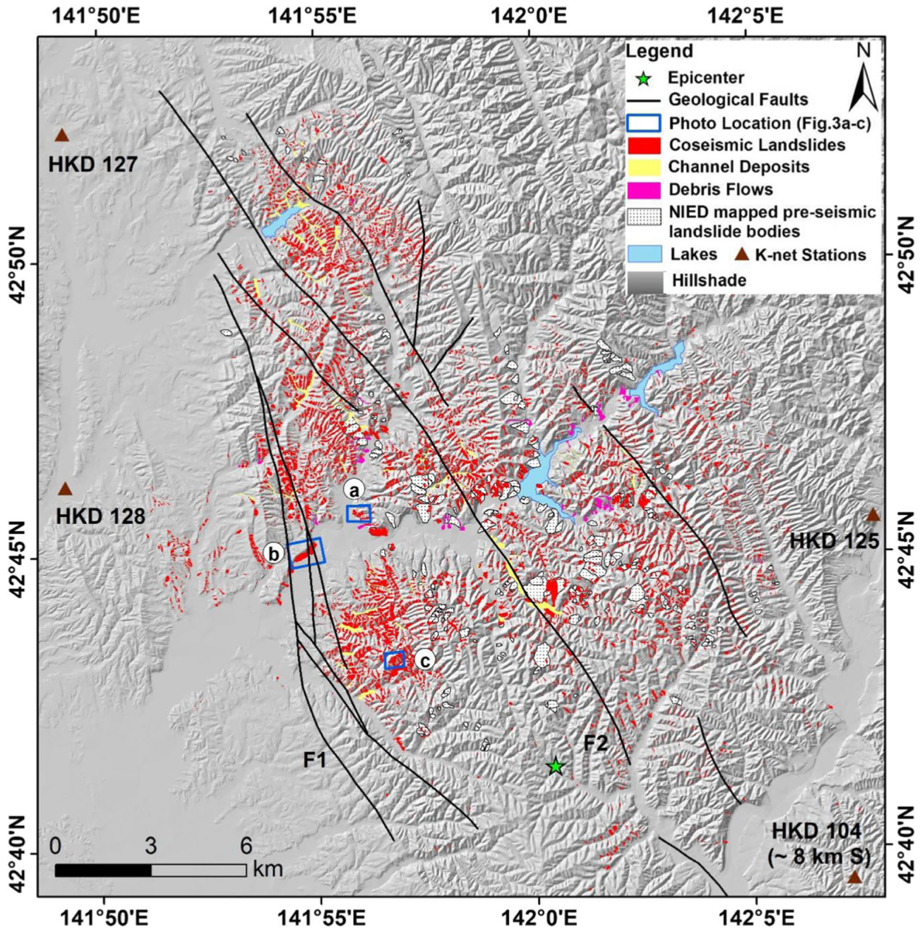 141°50'E 141°55'E 142°0'E 142°5'E
Legend
N
Epicenter
Geological Faults
Photo Location (Fig.3a-c)
Coseismic Landslides
Channel Deposits
Debris Flows
NIED mapped pre-seismic
landslide bodies
Lakes
K-net Stations
Hillshade
HKD 127
42°50'N
42°50'N
a
HKD 128
HKD 125
42°45'N
42°45'N
b
c
F1
F2
HKD 104
(~ 8 km S)
42°40'N
42°40'N
0 3 6
km
141°50'E 141°55'E 142°0'E 142°5'E